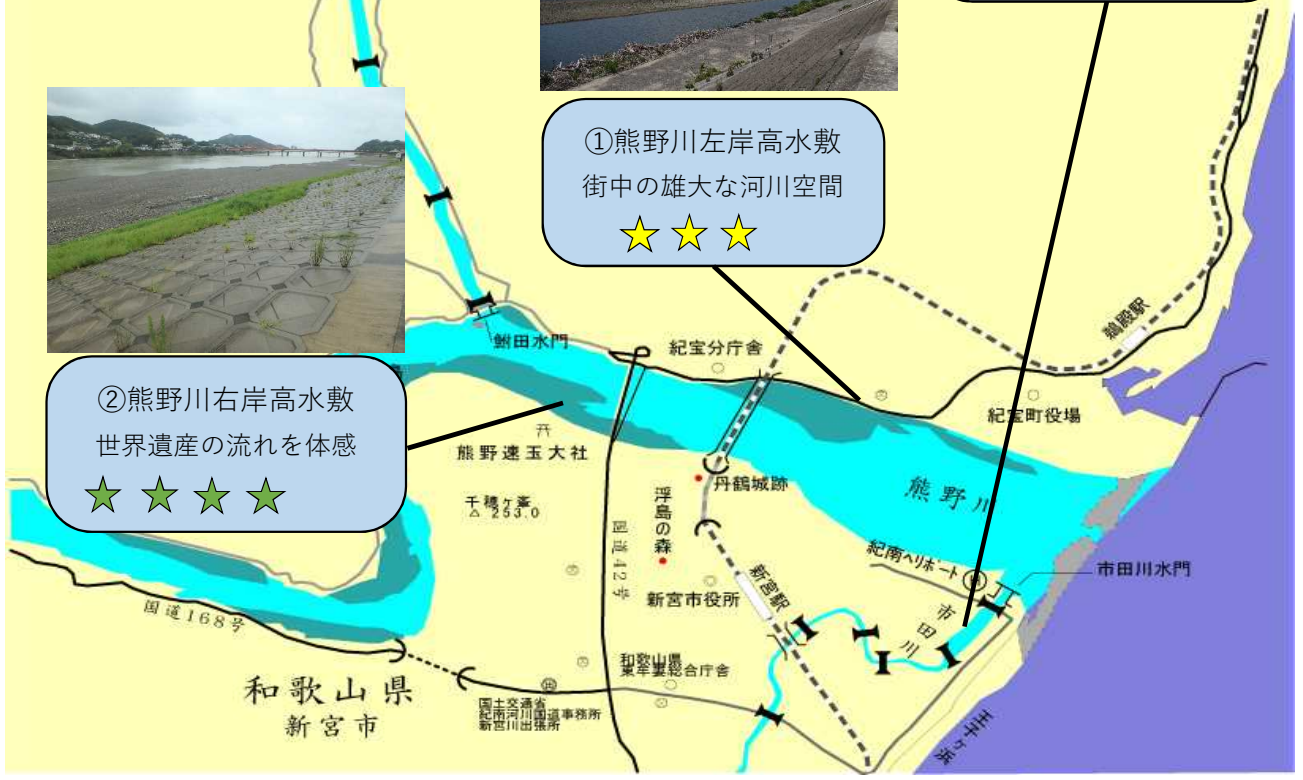 ①熊野川左岸高水敷
街中の雄大な河川空間
②熊野川右岸高水敷
世界遺産の流れを体感
鮒田水門
紀宝分庁舎
鵜殿駅
紀宝町役場
熊野速玉大社
千穂ヶ峯
△ 253.0
国道42号
浮島の森
丹鶴城跡
熊野川
紀南ヘリポート
市田川水門
市田川
新宮駅
新宮市役所
国道168号
和歌山県
東牟婁総合庁舎
和歌山県
新宮市
国土交通省
紀南河川国道事務所
新宮川出張所
王子ヶ浜